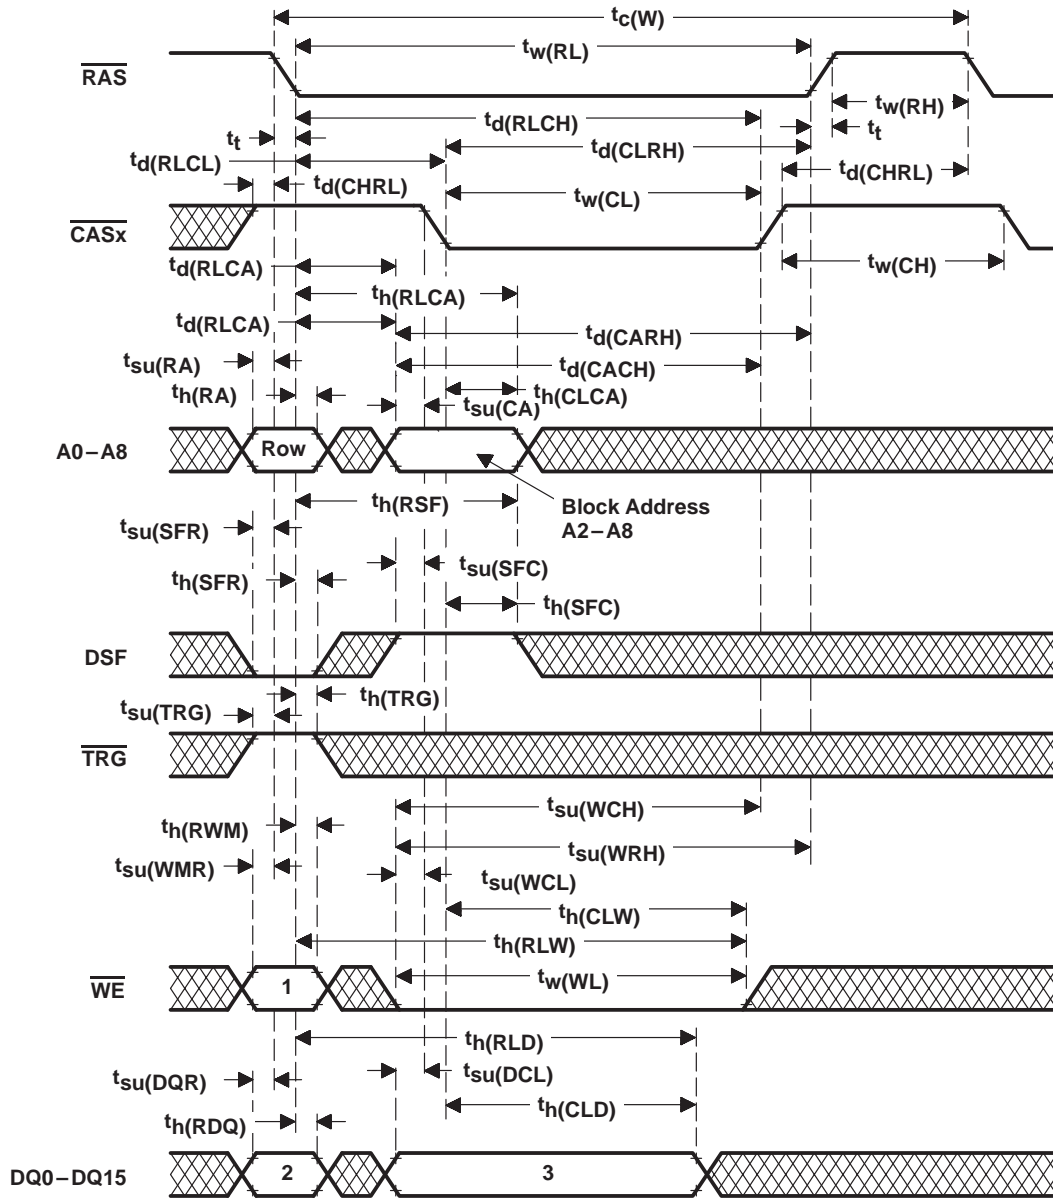 tc(W)
tw(RL)
RAS
tw(RH)
td(RLCH)
tt
tt
td(CLRH)
td(RLCL)
td(CHRL)
td(CHRL)
tw(CL)
CASx
tw(CH)
td(RLCA)
th(RLCA)
td(RLCA)
td(CARH)
tsu(RA)
td(CACH)
th(RA)
th(CLCA)
tsu(CA)
A0–A8
Row
th(RSF)
Block Address
A2–A8
tsu(SFR)
tsu(SFC)
th(SFR)
th(SFC)
DSF
th(TRG)
tsu(TRG)
TRG
tsu(WCH)
th(RWM)
tsu(WRH)
tsu(WMR)
tsu(WCL)
th(CLW)
th(RLW)
tw(WL)
WE
1
th(RLD)
tsu(DQR)
tsu(DCL)
th(CLD)
th(RDQ)
DQ0–DQ15
2
3